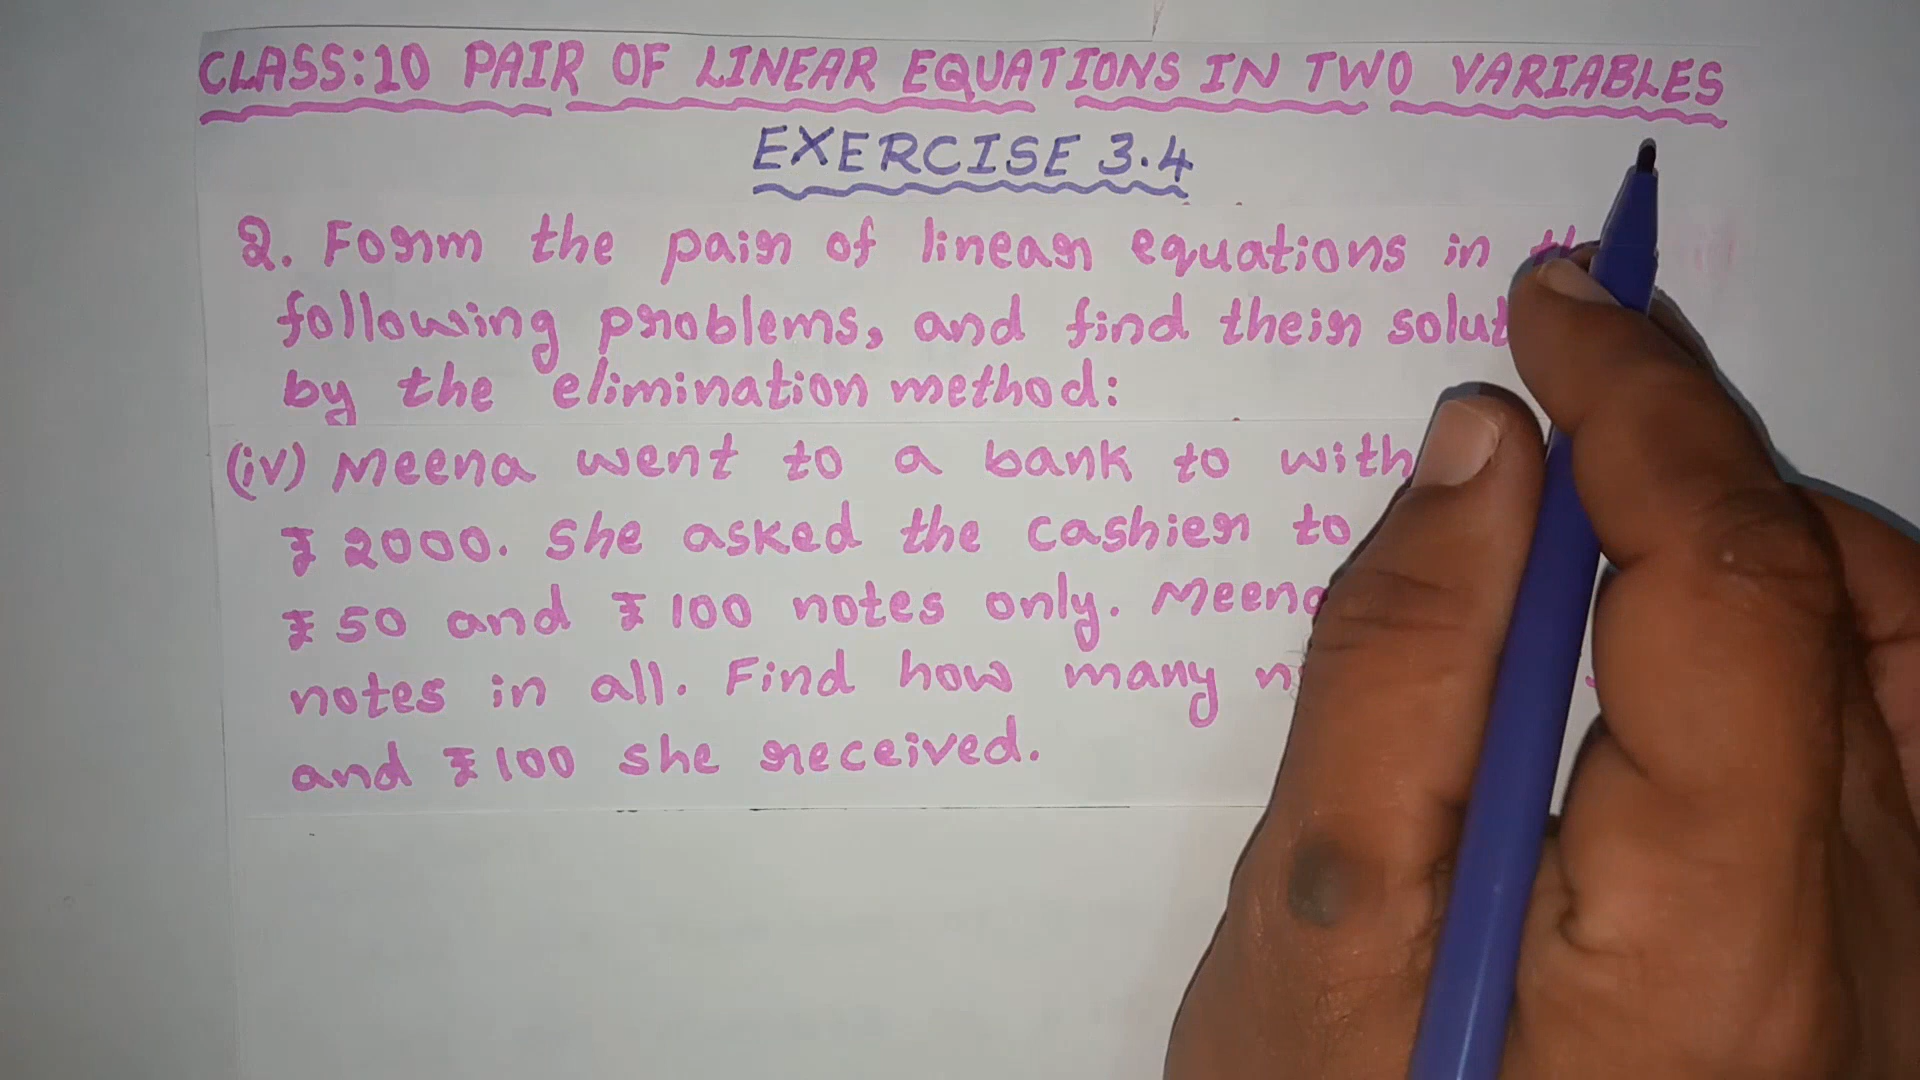 CLASS:10 PAIR OF LINEAR EQUATIONS IN TWO VARIABLES
EXERCISE 3.4
2. Form the pair of linear equations in
following problems, and find their
by the elimination method:
(iv) Meena went to a bank to
₹ 2000. She asked the cashier to
₹ 50 and ₹ 100 notes only. Meena
notes in all. Find how many
and ₹ 100 she received.